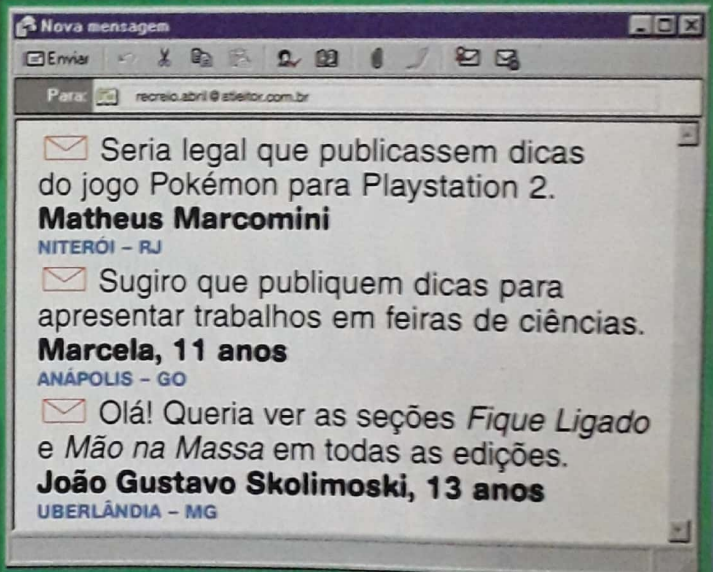 Nova mensagem
Enviar
Para: recreio.abril@atleitor.com.br
Seria legal que publicassem dicas
do jogo Pokémon para Playstation 2.
Matheus Marcomini
NITERÓI – RJ
Sugiro que publiquem dicas para
apresentar trabalhos em feiras de ciências.
Marcela, 11 anos
ANÁPOLIS – GO
Olá! Queria ver as seções Fique Ligado
e Mão na Massa em todas as edições.
João Gustavo Skolimoski, 13 anos
UBERLÂNDIA – MG